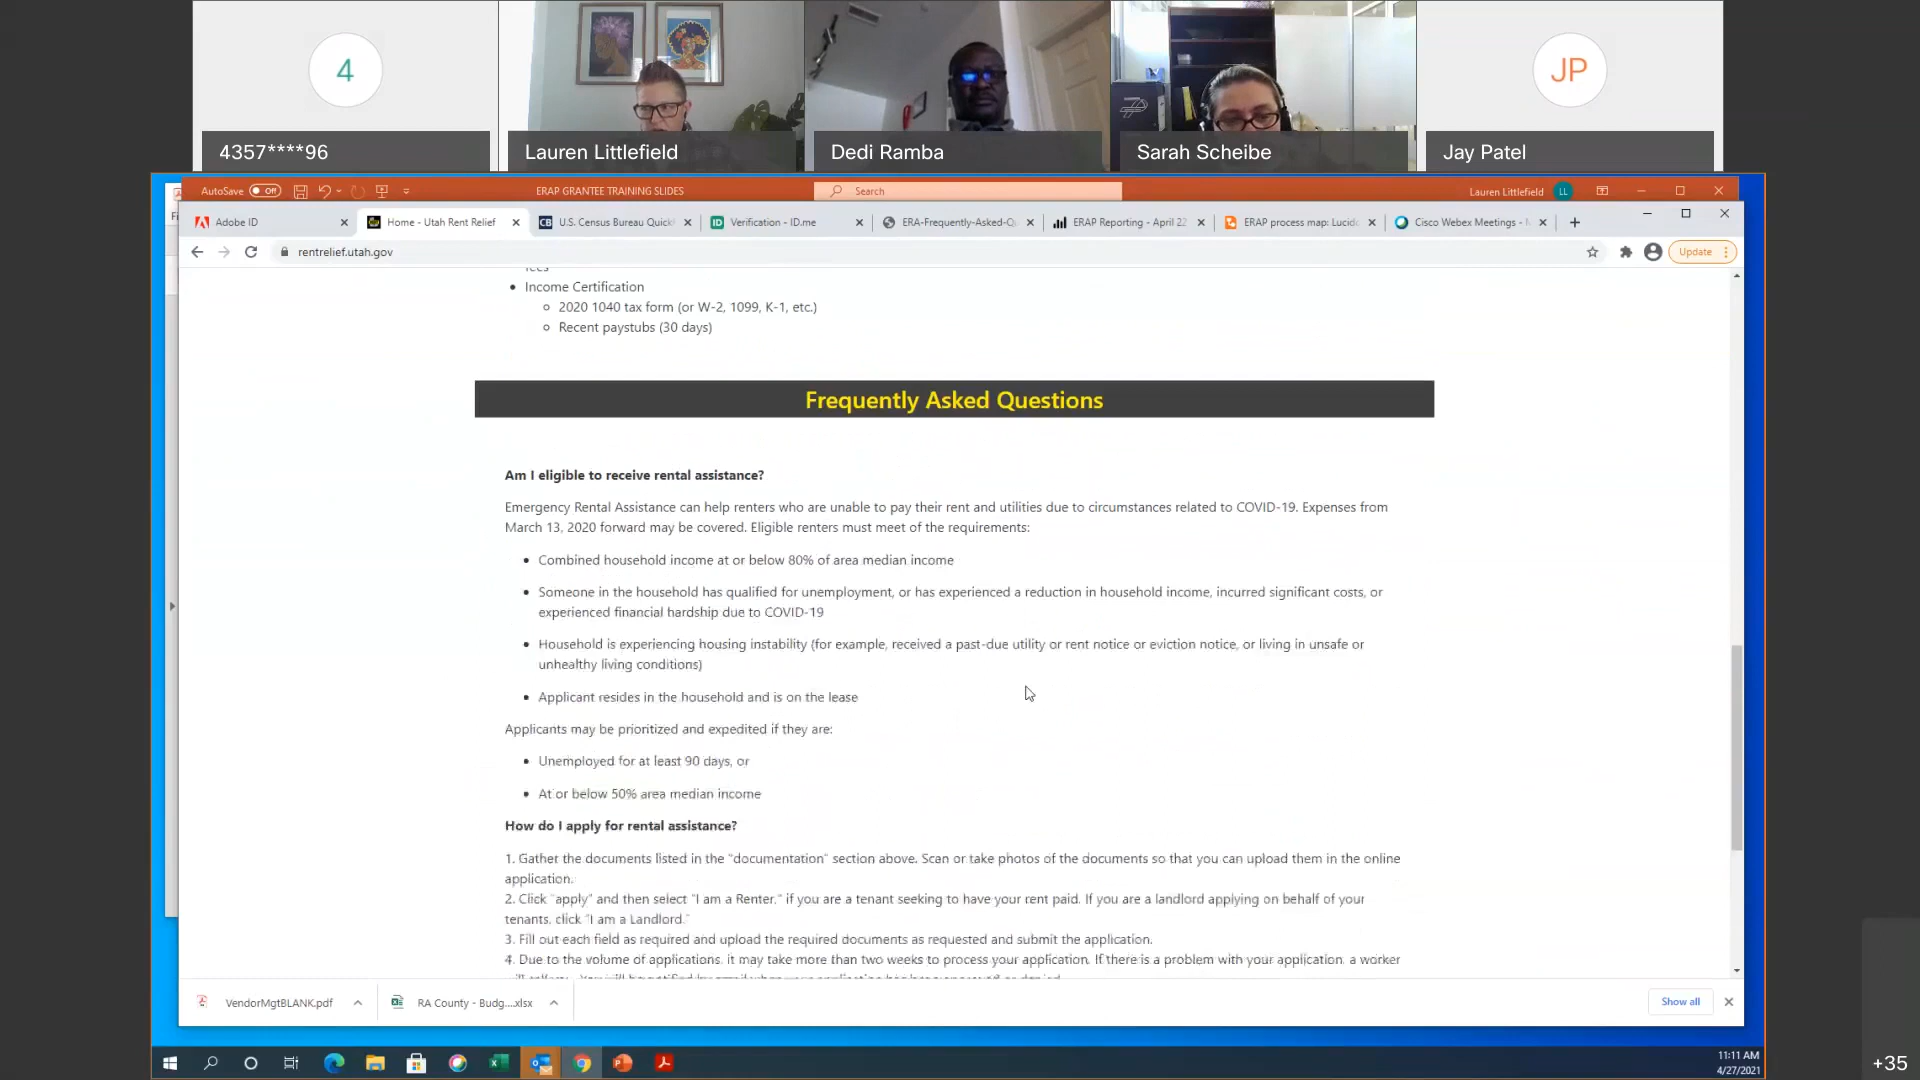 4
JP
4357****96
Lauren Littlefield
Dedi Ramba
Sarah Scheibe
Jay Patel
AutoSave Off
ERAP GRANTEE TRAINING SLIDES
Search
Lauren Littlefield LL
Adobe ID
Home - Utah Rent Relief
CB U.S. Census Bureau Quick
ID Verification - ID.me
ERA-Frequently-Asked-Q
ERAP Reporting - April 22
ERAP process map: Lucid
Cisco Webex Meetings -
rentrelief.utah.gov
Update
fees
• Income Certification
2020 1040 tax form (or W-2, 1099, K-1, etc.)
Recent paystubs (30 days)
Frequently Asked Questions
Am I eligible to receive rental assistance?
Emergency Rental Assistance can help renters who are unable to pay their rent and utilities due to circumstances related to COVID-19. Expenses from
March 13, 2020 forward may be covered. Eligible renters must meet of the requirements:
• Combined household income at or below 80% of area median income
• Someone in the household has qualified for unemployment, or has experienced a reduction in household income, incurred significant costs, or
experienced financial hardship due to COVID-19
• Household is experiencing housing instability (for example, received a past-due utility or rent notice or eviction notice, or living in unsafe or
unhealthy living conditions)
• Applicant resides in the household and is on the lease
Applicants may be prioritized and expedited if they are:
• Unemployed for at least 90 days, or
• At or below 50% area median income
How do I apply for rental assistance?
1. Gather the documents listed in the "documentation" section above. Scan or take photos of the documents so that you can upload them in the online
application.
2. Click "apply" and then select "I am a Renter." if you are a tenant seeking to have your rent paid. If you are a landlord applying on behalf of your
tenants, click "I am a Landlord."
3. Fill out each field as required and upload the required documents as requested and submit the application.
4. Due to the volume of applications, it may take more than two weeks to process your application. If there is a problem with your application, a worker
VendorMgtBLANK.pdf
RA County - Budg....xlsx
Show all
11:11 AM
4/27/2021
+35